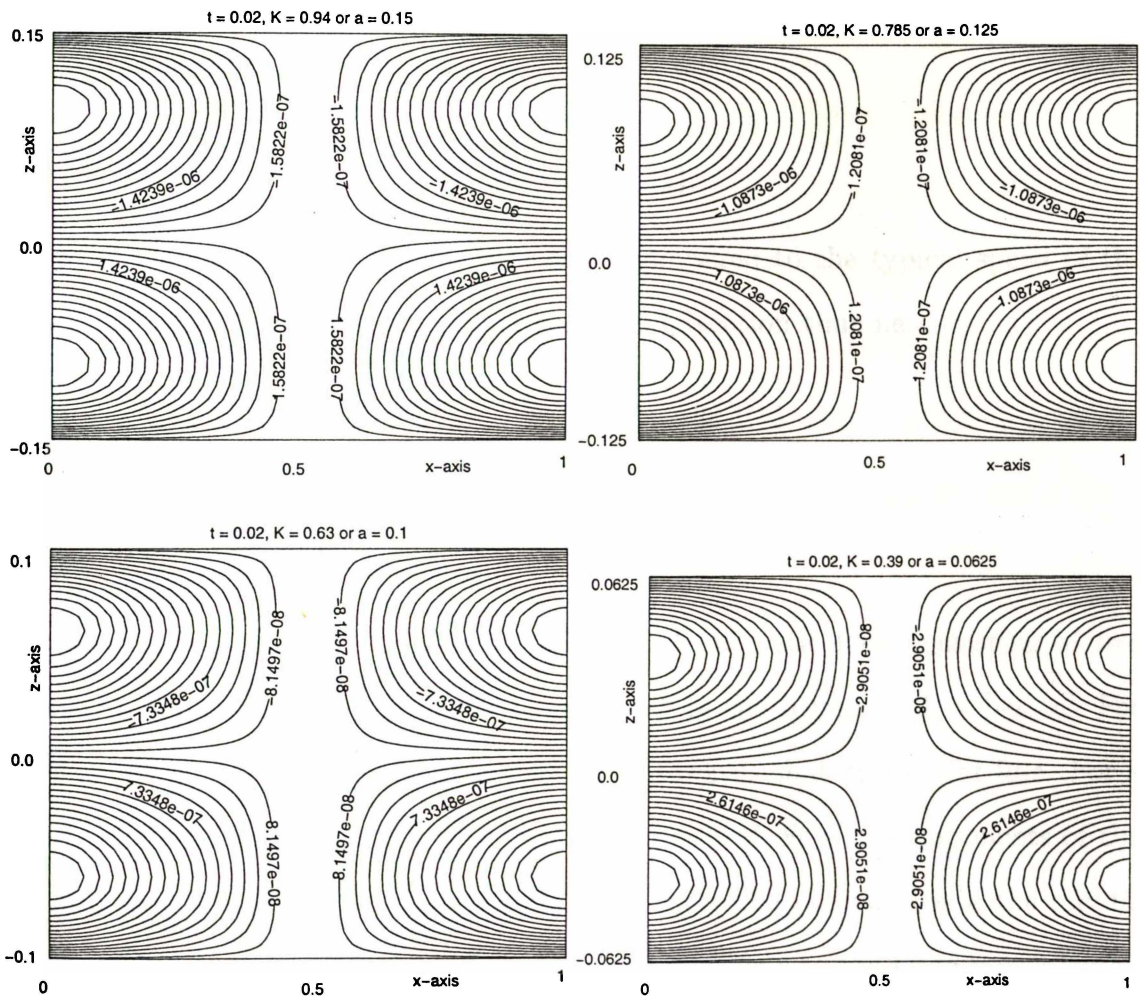 t = 0.02, K = 0.94 or a = 0.15
0.15
z-axis
0.0
-0.15
0
0.5
x-axis
1
-1.5822e-07
-1.5822e-07
-1.4239e-06
-1.4239e-06
1.4239e-06
1.4239e-06
1.5822e-07
1.5822e-07
t = 0.02, K = 0.785 or a = 0.125
0.125
z-axis
0.0
-0.125
0
0.5
x-axis
1
-1.2081e-07
-1.2081e-07
-1.0873e-06
-1.0873e-06
1.0873e-06
1.0873e-06
1.2081e-07
1.2081e-07
t = 0.02, K = 0.63 or a = 0.1
0.1
z-axis
0.0
-0.1
0
0.5
x-axis
1
-8.1497e-08
-8.1497e-08
-7.3348e-07
-7.3348e-07
7.3348e-07
7.3348e-07
8.1497e-08
8.1497e-08
t = 0.02, K = 0.39 or a = 0.0625
0.0625
z-axis
0.0
-0.0625
0
0.5
x-axis
1
-2.9051e-08
-2.9051e-08
2.6146e-07
2.6146e-07
2.9051e-08
2.9051e-08